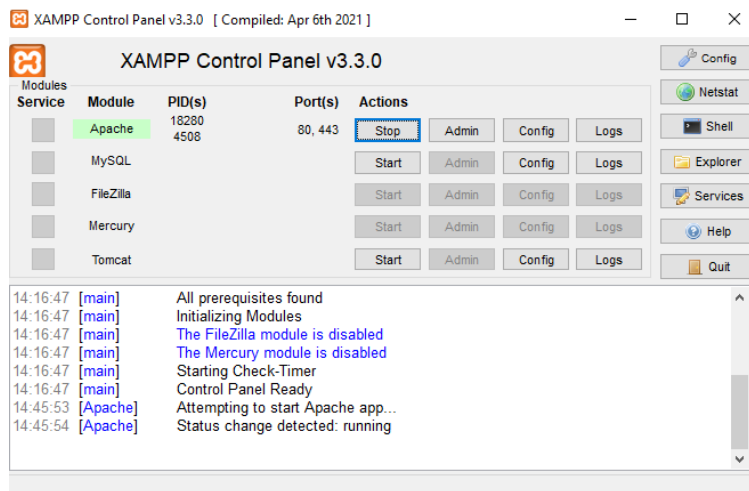 XAMPP Control Panel v3.3.0 [ Compiled: Apr 6th 2021 ]
XAMPP Control Panel v3.3.0
Config
Modules
Service Module PID(s) Port(s) Actions
Netstat
Apache 18280 4508 80, 443 Stop Admin Config Logs
Shell
MySQL Start Admin Config Logs
Explorer
FileZilla Start Admin Config Logs
Services
Mercury Start Admin Config Logs
Help
Tomcat Start Admin Config Logs
Quit
14:16:47 [main] All prerequisites found
14:16:47 [main] Initializing Modules
14:16:47 [main] The FileZilla module is disabled
14:16:47 [main] The Mercury module is disabled
14:16:47 [main] Starting Check-Timer
14:16:47 [main] Control Panel Ready
14:45:53 [Apache] Attempting to start Apache app...
14:45:54 [Apache] Status change detected: running